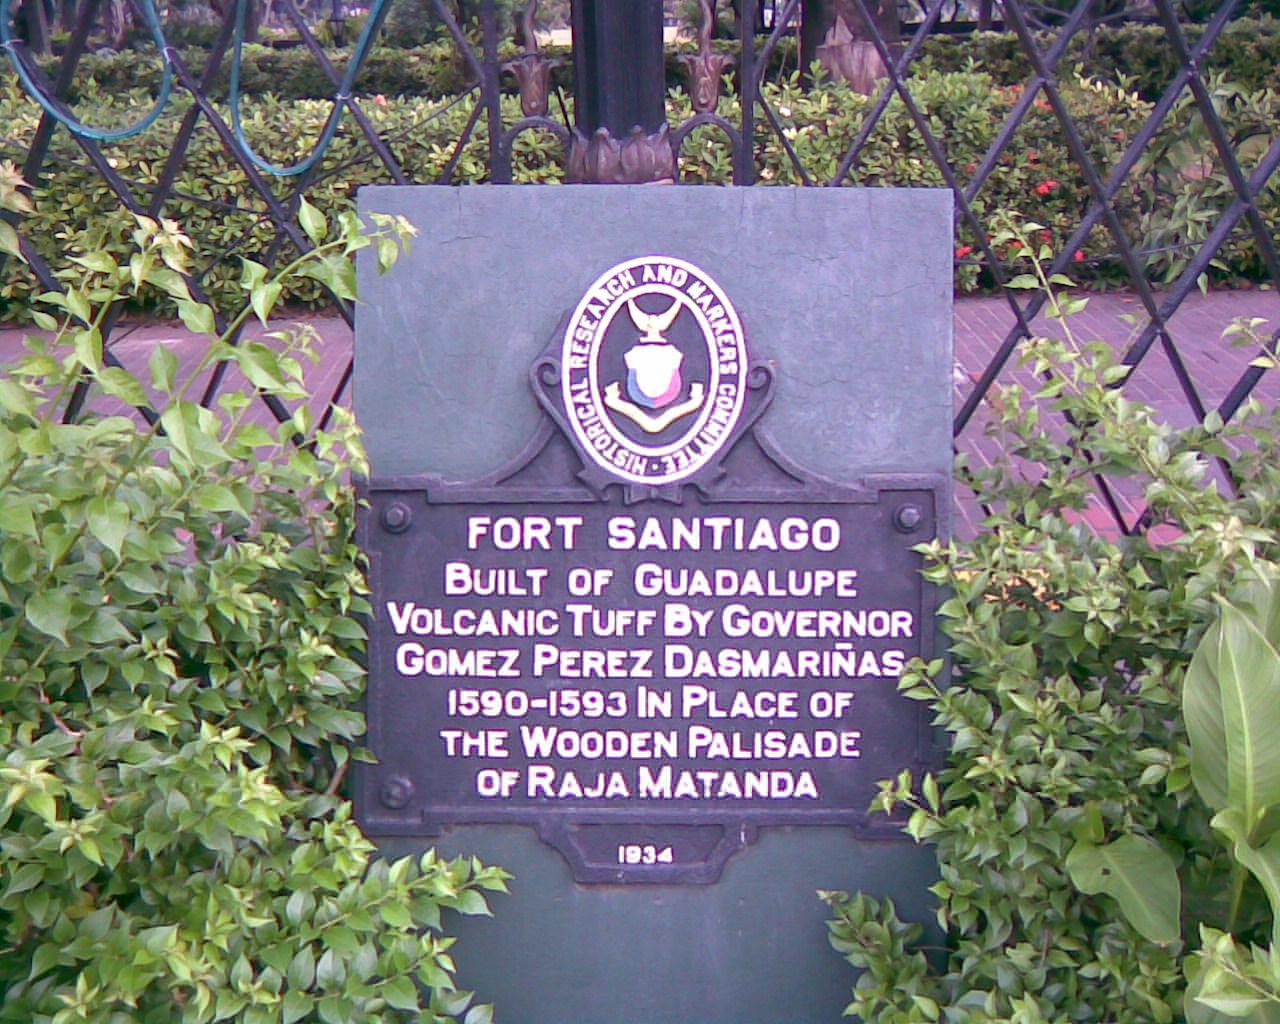 HISTORICAL RESEARCH AND MARKERS COMMITTEE
FORT SANTIAGO
BUILT OF GUADALUPE
VOLCANIC TUFF BY GOVERNOR
GOMEZ PEREZ DASMARIÑAS
1590-1593 IN PLACE OF
THE WOODEN PALISADE
OF RAJA MATANDA
1934